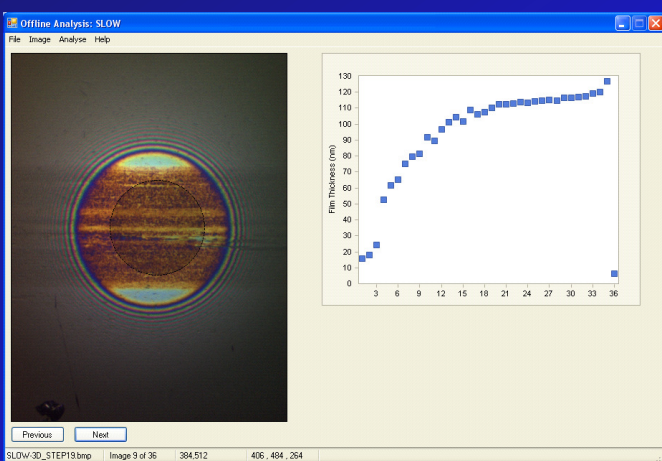 Offline Analysis: SLOW
File Image Analyse Help
130
120
110
100
90
80
70
60
50
40
30
20
10
0
Film Thickness (nm)
3 6 9 12 15 18 21 24 27 30 33 36
Previous Next
SLOW-3D_STEP19.bmp Image 9 of 36 384,512 406 , 484 , 264